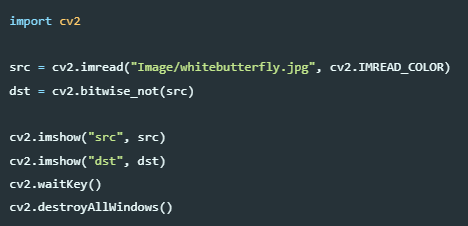 import cv2
src = cv2.imread("Image/whitebutterfly.jpg", cv2.IMREAD_COLOR)
dst = cv2.bitwise_not(src)
cv2.imshow("src", src)
cv2.imshow("dst", dst)
cv2.waitKey()
cv2.destroyAllWindows()